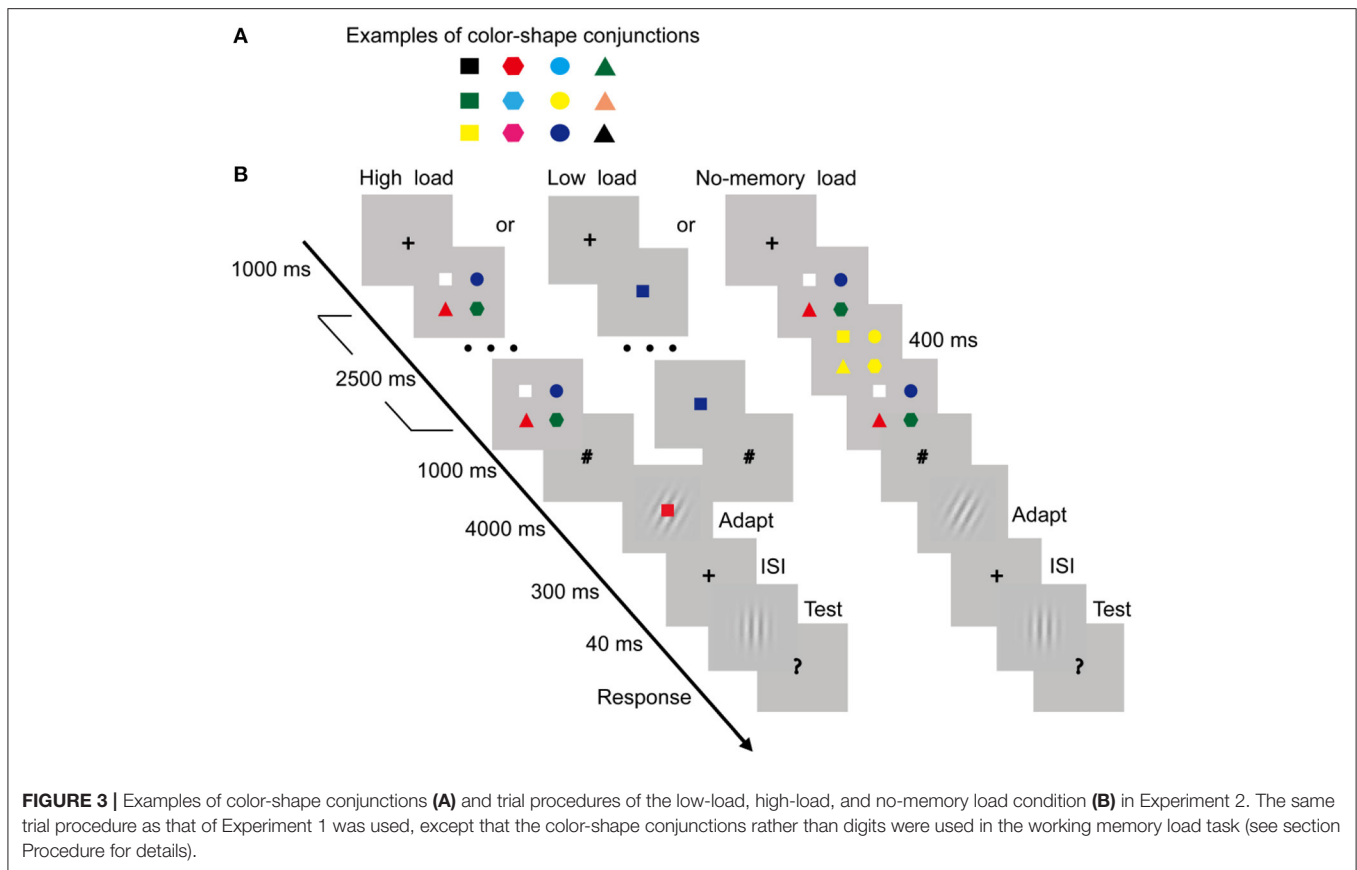 A
Examples of color-shape conjunctions
B
High load
or
Low load
or
No-memory load
+
+
+
1000 ms
400 ms
2500 ms
1000 ms
#
#
#
4000 ms
Adapt
Adapt
300 ms
+
ISI
+
ISI
40 ms
Test
Test
Response
?
?
FIGURE 3 | Examples of color-shape conjunctions (A) and trial procedures of the low-load, high-load, and no-memory load condition (B) in Experiment 2. The same
trial procedure as that of Experiment 1 was used, except that the color-shape conjunctions rather than digits were used in the working memory load task (see section
Procedure for details).